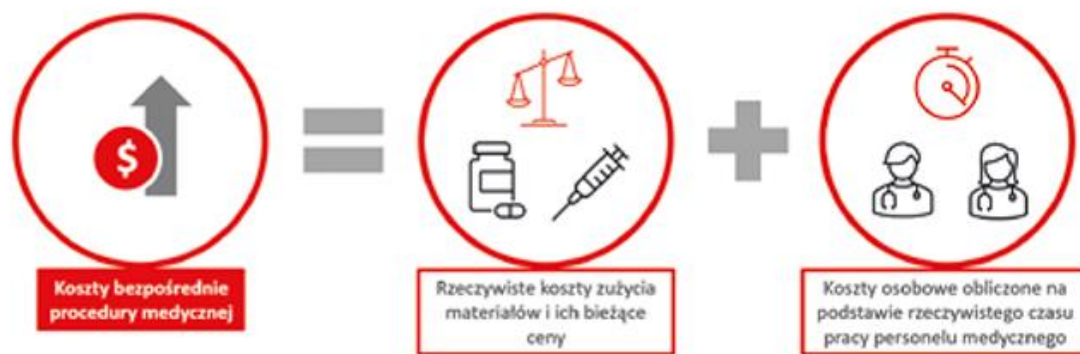 $
Koszty bezpośrednie
procedury medycznej
Rzeczywiste koszty zużycia
materiałów i ich bieżące
ceny
Koszty osobowe obliczone na
podstawie rzeczywistego czasu
pracy personelu medycznego